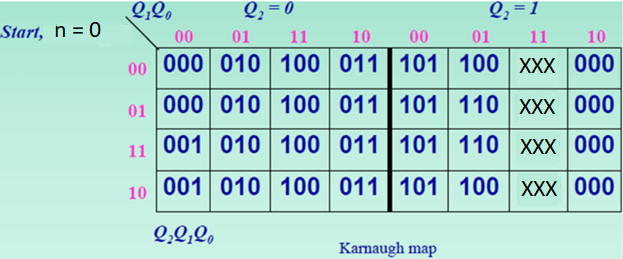 Q₁Q₀ Q₂ = 0 Q₂ = 1
Start, n = 0
00 01 11 10 00 01 11 10
00 000 010 100 011 101 100 XXX 000
01 000 010 100 011 101 110 XXX 000
11 001 010 100 011 101 110 XXX 000
10 001 010 100 011 101 100 XXX 000
Q₂Q₁Q₀
Karnaugh map